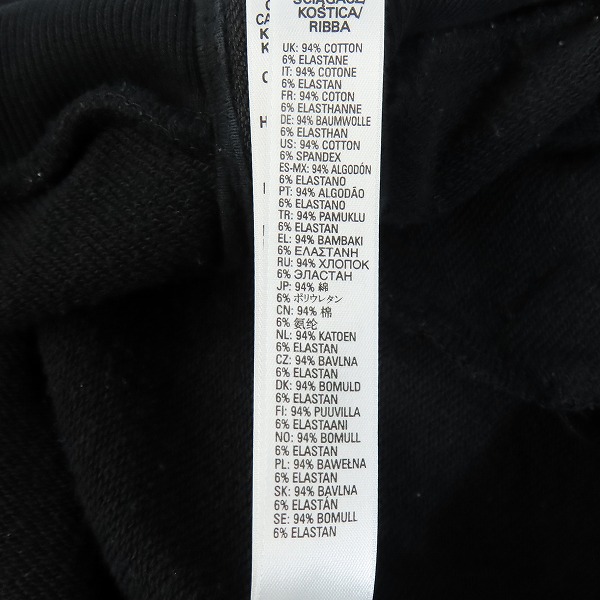 ŚCIĄGACZ/
KOSTICA/
RIBBA
UK: 94% COTTON
6% ELASTANE
IT: 94% COTONE
6% ELASTAN
FR: 94% COTON
6% ELASTHANNE
DE: 94% BAUMWOLLE
6% ELASTHAN
US: 94% COTTON
6% SPANDEX
ES-MX: 94% ALGODÓN
6% ELASTANO
PT: 94% ALGODÃO
6% ELASTANO
TR: 94% PAMUKLU
6% ELASTAN
EL: 94% BAMBAKI
6% ΕΛΑΣΤΑΝΗ
RU: 94% ХЛОПОК
6% ЭЛАСТАН
JP: 94% 綿
6% ポリウレタン
CN: 94% 棉
6% 氨纶
NL: 94% KATOEN
6% ELASTAN
CZ: 94% BAVLNA
6% ELASTAN
DK: 94% BOMULD
6% ELASTAN
FI: 94% PUUVILLA
6% ELASTAANI
NO: 94% BOMULL
6% ELASTAN
PL: 94% BAWEŁNA
6% ELASTAN
SK: 94% BAVLNA
6% ELASTÁN
SE: 94% BOMULL
6% ELASTAN